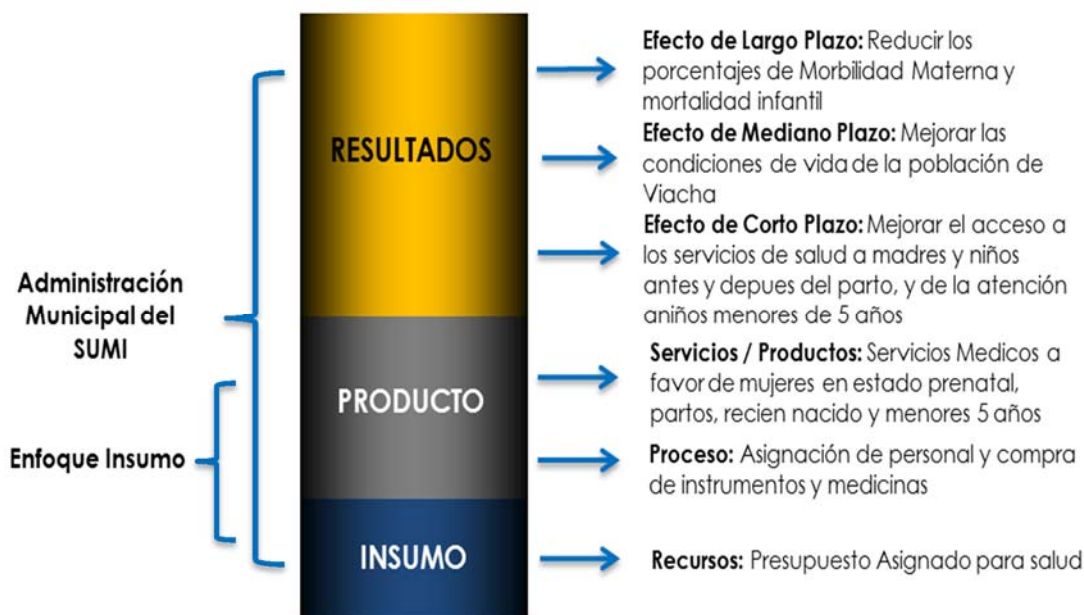 Efecto de Largo Plazo: Reducir los
porcentajes de Morbilidad Materna y
mortalidad infantil
RESULTADOS
Efecto de Mediano Plazo: Mejorar las
condiciones de vida de la población de
Viacha
Efecto de Corto Plazo: Mejorar el acceso a
los servicios de salud a madres y niños
antes y depues del parto, y de la atención
aniños menores de 5 años
Administración
Municipal del
SUMI
PRODUCTO
Servicios / Productos: Servicios Medicos a
favor de mujeres en estado prenatal,
partos, recien nacido y menores 5 años
Enfoque Insumo
Proceso: Asignación de personal y compra
de instrumentos y medicinas
INSUMO
Recursos: Presupuesto Asignado para salud